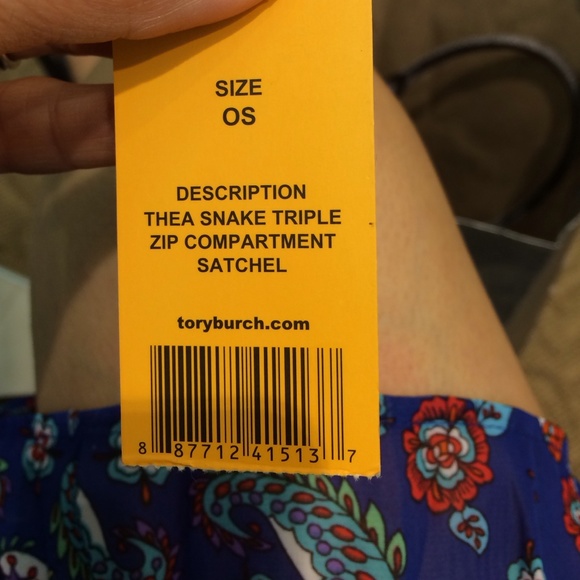 SIZE
OS
DESCRIPTION
THEA SNAKE TRIPLE
ZIP COMPARTMENT
SATCHEL
toryburch.com
8 87712 41513 7